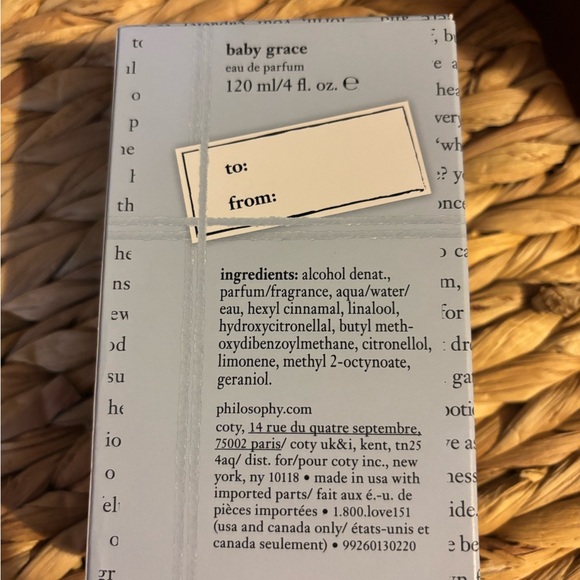 baby grace
eau de parfum
120 ml/4 fl. oz. ℮
to:
from:
ingredients: alcohol denat.,
parfum/fragrance, aqua/water/
eau, hexyl cinnamal, linalool,
hydroxycitronellal, butyl meth-
oxydibenzoylmethane, citronellol,
limonene, methyl 2-octynoate,
geraniol.
philosophy.com
coty, 14 rue du quatre septembre,
75002 paris/ coty uk&i, kent, tn25
4aq/ dist. for/pour coty inc., new
york, ny 10118 • made in usa with
imported parts/ fait aux é.-u. de
pièces importées • 1.800.love151
(usa and canada only/ états-unis et
canada seulement) • 99260130220